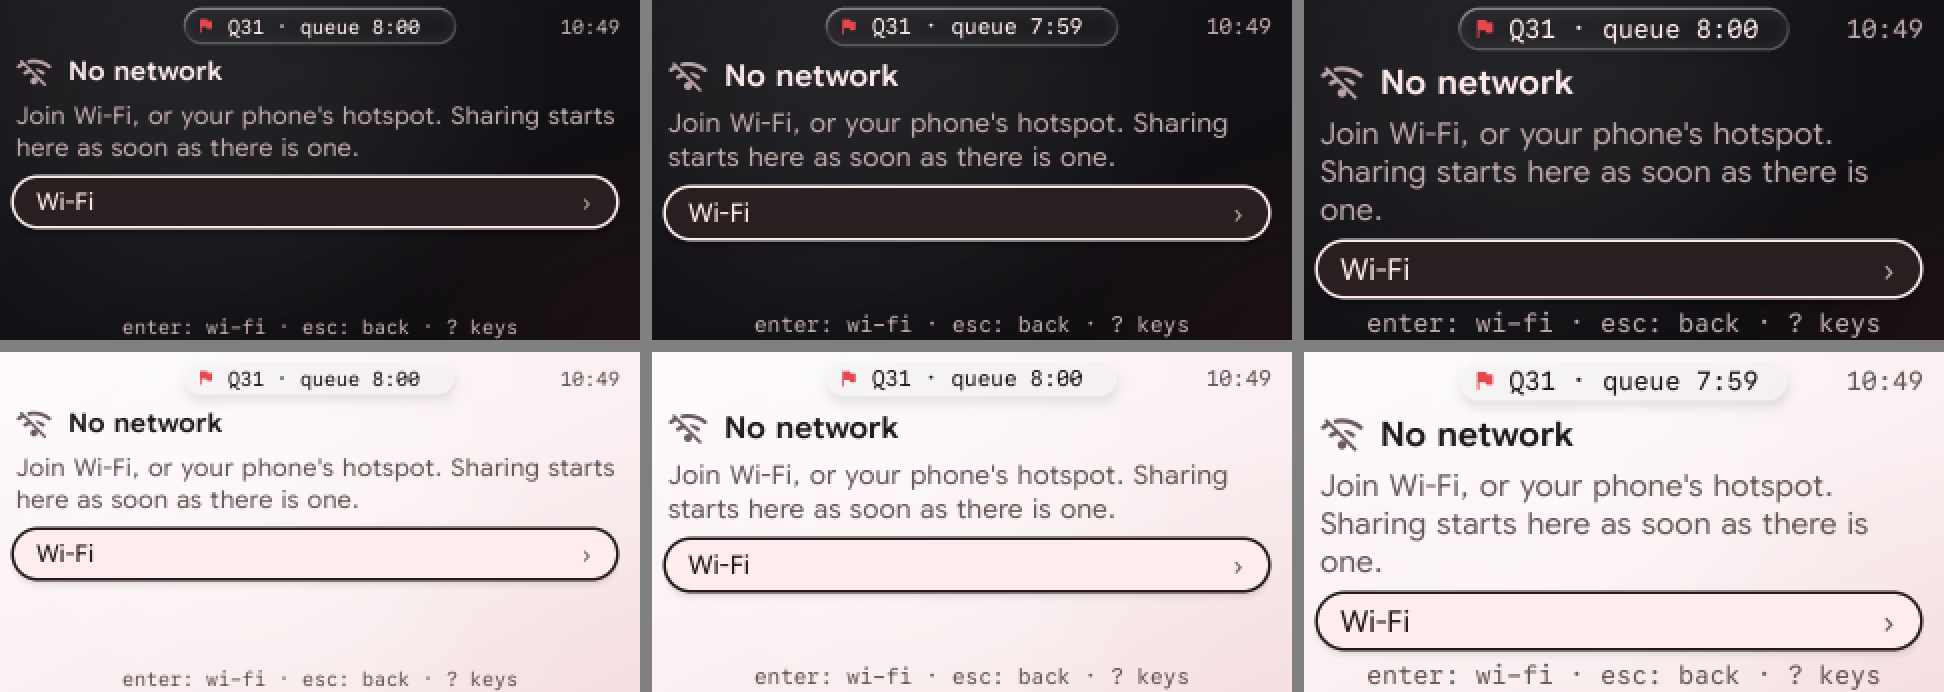 Q31 · queue 8:00 10:49
No network
Join Wi-Fi, or your phone's hotspot. Sharing starts
here as soon as there is one.
Wi-Fi ›
enter: wi-fi · esc: back · ? keys
Q31 · queue 7:59 10:49
No network
Join Wi-Fi, or your phone's hotspot. Sharing
starts here as soon as there is one.
Wi-Fi ›
enter: wi-fi · esc: back · ? keys
Q31 · queue 8:00 10:49
No network
Join Wi-Fi, or your phone's hotspot.
Sharing starts here as soon as there is
one.
Wi-Fi ›
enter: wi-fi · esc: back · ? keys
Q31 · queue 8:00 10:49
No network
Join Wi-Fi, or your phone's hotspot. Sharing starts
here as soon as there is one.
Wi-Fi ›
enter: wi-fi · esc: back · ? keys
Q31 · queue 8:00 10:49
No network
Join Wi-Fi, or your phone's hotspot. Sharing
starts here as soon as there is one.
Wi-Fi ›
enter: wi-fi · esc: back · ? keys
Q31 · queue 7:59 10:49
No network
Join Wi-Fi, or your phone's hotspot.
Sharing starts here as soon as there is
one.
Wi-Fi ›
enter: wi-fi · esc: back · ? keys